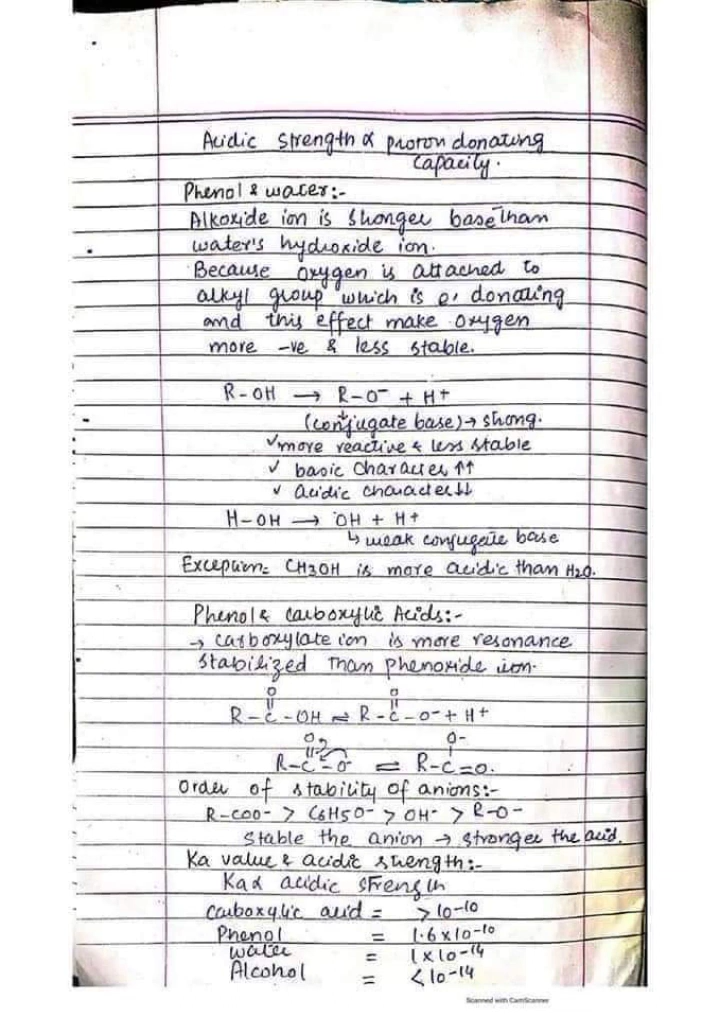 Acidic strength ∝ proton donating
capacity.
Phenol & water:-
Alkoxide ion is stronger base than
water's hydroxide ion.
Because oxygen is attached to
alkyl group which is e⁻ donating
and this effect make oxygen
more -ve & less stable.
R-OH → R-O⁻ + H+
(conjugate base) → strong.
✓more reactive & less stable
✓ basic character ↑↑
✓ acidic character ↓↓
H-OH → ⁻OH + H+
↳ weak conjugate base
Exception= CH3OH is more acidic than H2O.
Phenol & carboxylic Acids:-
→ carboxylate ion is more resonance
stabilized than phenoxide ion.
O O
|| ||
R-C-OH ⇌ R-C-O⁻ + H+
O O-
|| |
R-C-O⁻ = R-C=O.
Order of stability of anions:-
R-COO- > C6H5O- > OH- > R-O-
Stable the anion → stronger the acid.
Ka value & acidic strength:-
Ka ∝ acidic strength
carboxylic acid = >10-10
Phenol = 1.6x10-10
water = 1x10-14
Alcohol = <10-14
Scanned with CamScanner